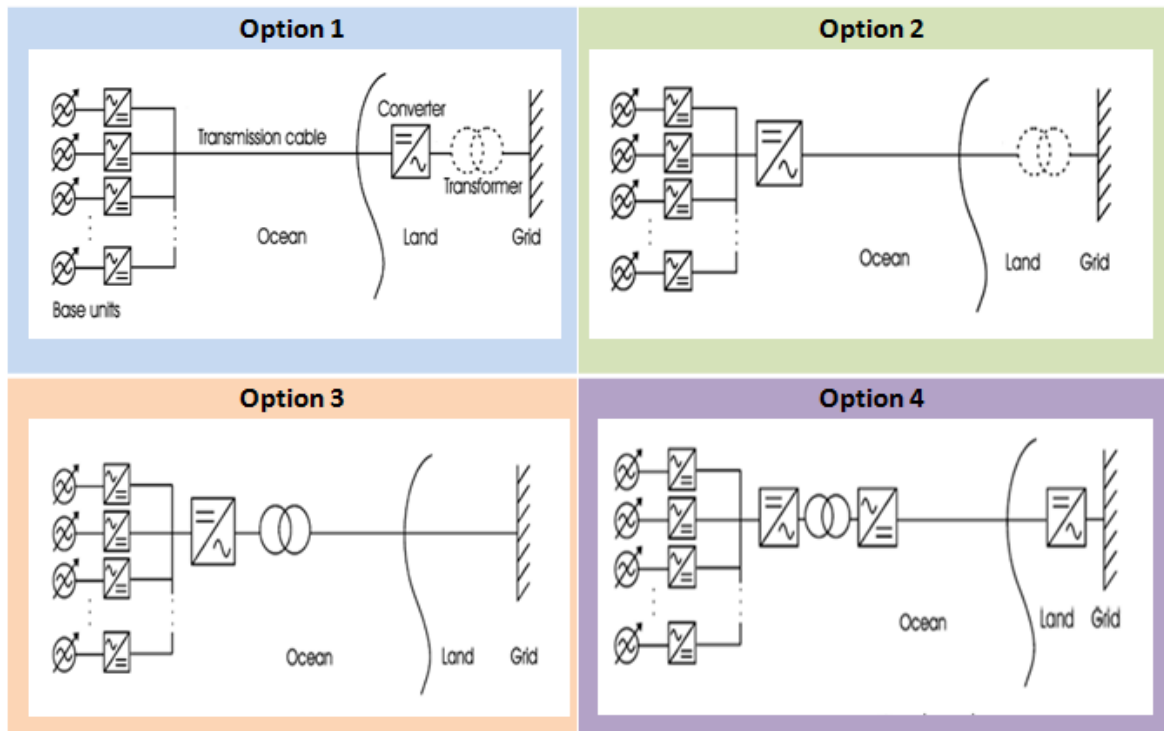 Option 1
Converter
Transmission cable
Transformer
Ocean
Land
Grid
Base units
Option 2
Ocean
Land
Grid
Option 3
Ocean
Land
Grid
Option 4
Ocean
Land
Grid